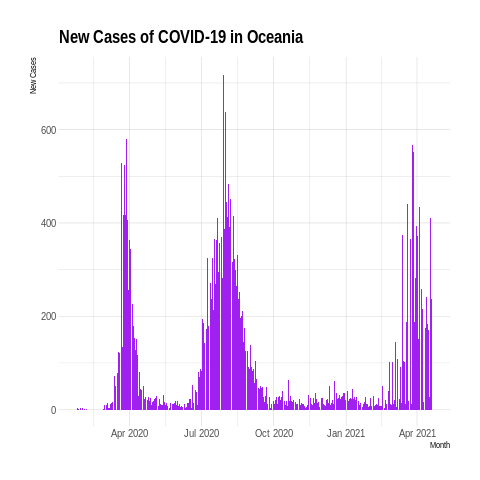 New Cases of COVID-19 in Oceania
New Cases
600
400
200
0
Apr 2020 Jul 2020 Oct 2020 Jan 2021 Apr 2021
Month